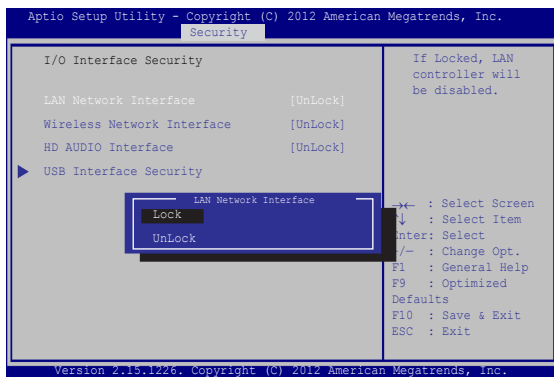 Aptio Setup Utility - Copyright (C) 2012 American Megatrends, Inc.
Security
I/O Interface Security
LAN Network Interface [UnLock]
Wireless Network Interface [UnLock]
HD AUDIO Interface [UnLock]
USB Interface Security
If Locked, LAN
controller will
be disabled.
LAN Network Interface
Lock
UnLock
→← : Select Screen
↑↓ : Select Item
Enter: Select
+/— : Change Opt.
F1 : General Help
F9 : Optimized
Defaults
F10 : Save & Exit
ESC : Exit
Version 2.15.1226. Copyright (C) 2012 American Megatrends, Inc.